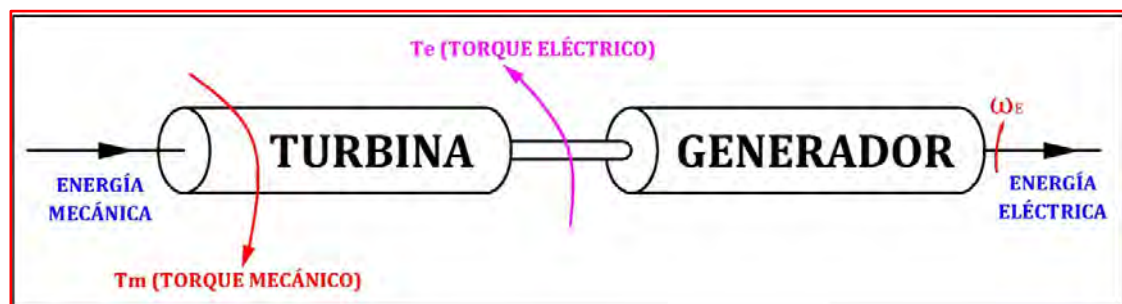 Te (TORQUE ELÉCTRICO)
TURBINA
GENERADOR
ωE
ENERGÍA
MECÁNICA
ENERGÍA
ELÉCTRICA
Tm (TORQUE MECÁNICO)